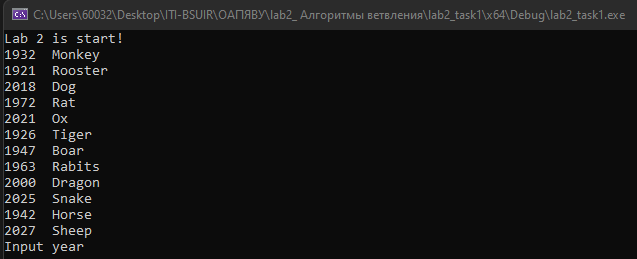 C:\Users\60032\Desktop\ITI-BSUIR\ОАПЯВУ\lab2_ Алгоритмы ветвления\lab2_task1\x64\Debug\lab2_task1.exe
Lab 2 is start!
1932  Monkey
1921  Rooster
2018  Dog
1972  Rat
2021  Ox
1926  Tiger
1947  Boar
1963  Rabits
2000  Dragon
2025  Snake
1942  Horse
2027  Sheep
Input year